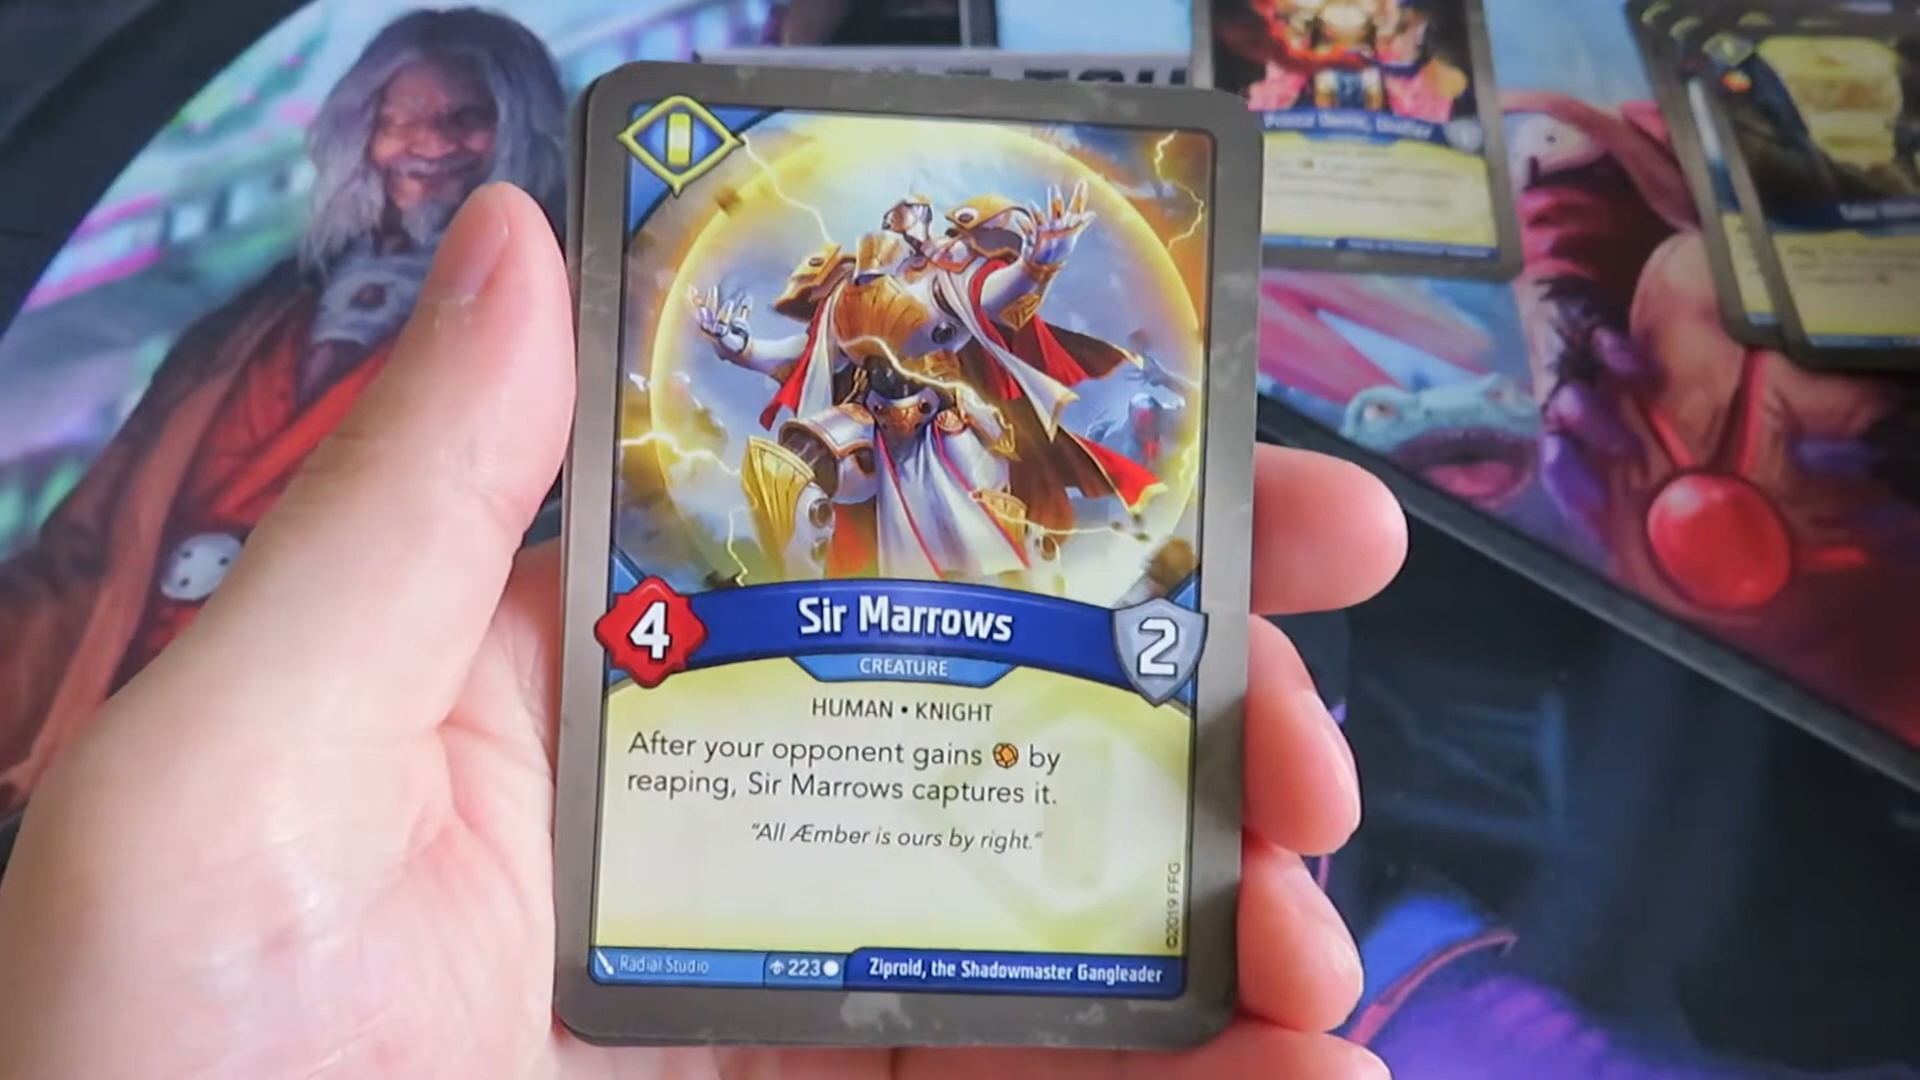 4
Sir Marrows
2
CREATURE
HUMAN • KNIGHT
After your opponent gains by
reaping, Sir Marrows captures it.
"All Æmber is ours by right."
©2019 FFG
Radial Studio
223
Ziproid, the Shadowmaster Gangleader